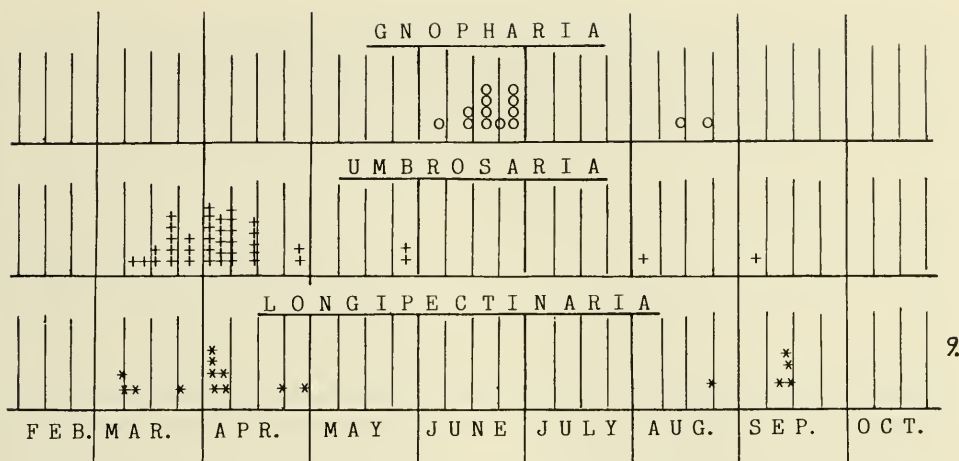 GNOPHARIA
UMBROSARIA
LONGIPECTINARIA
9.
FEB. MAR. APR. MAY JUNE JULY AUG. SEP. OCT.